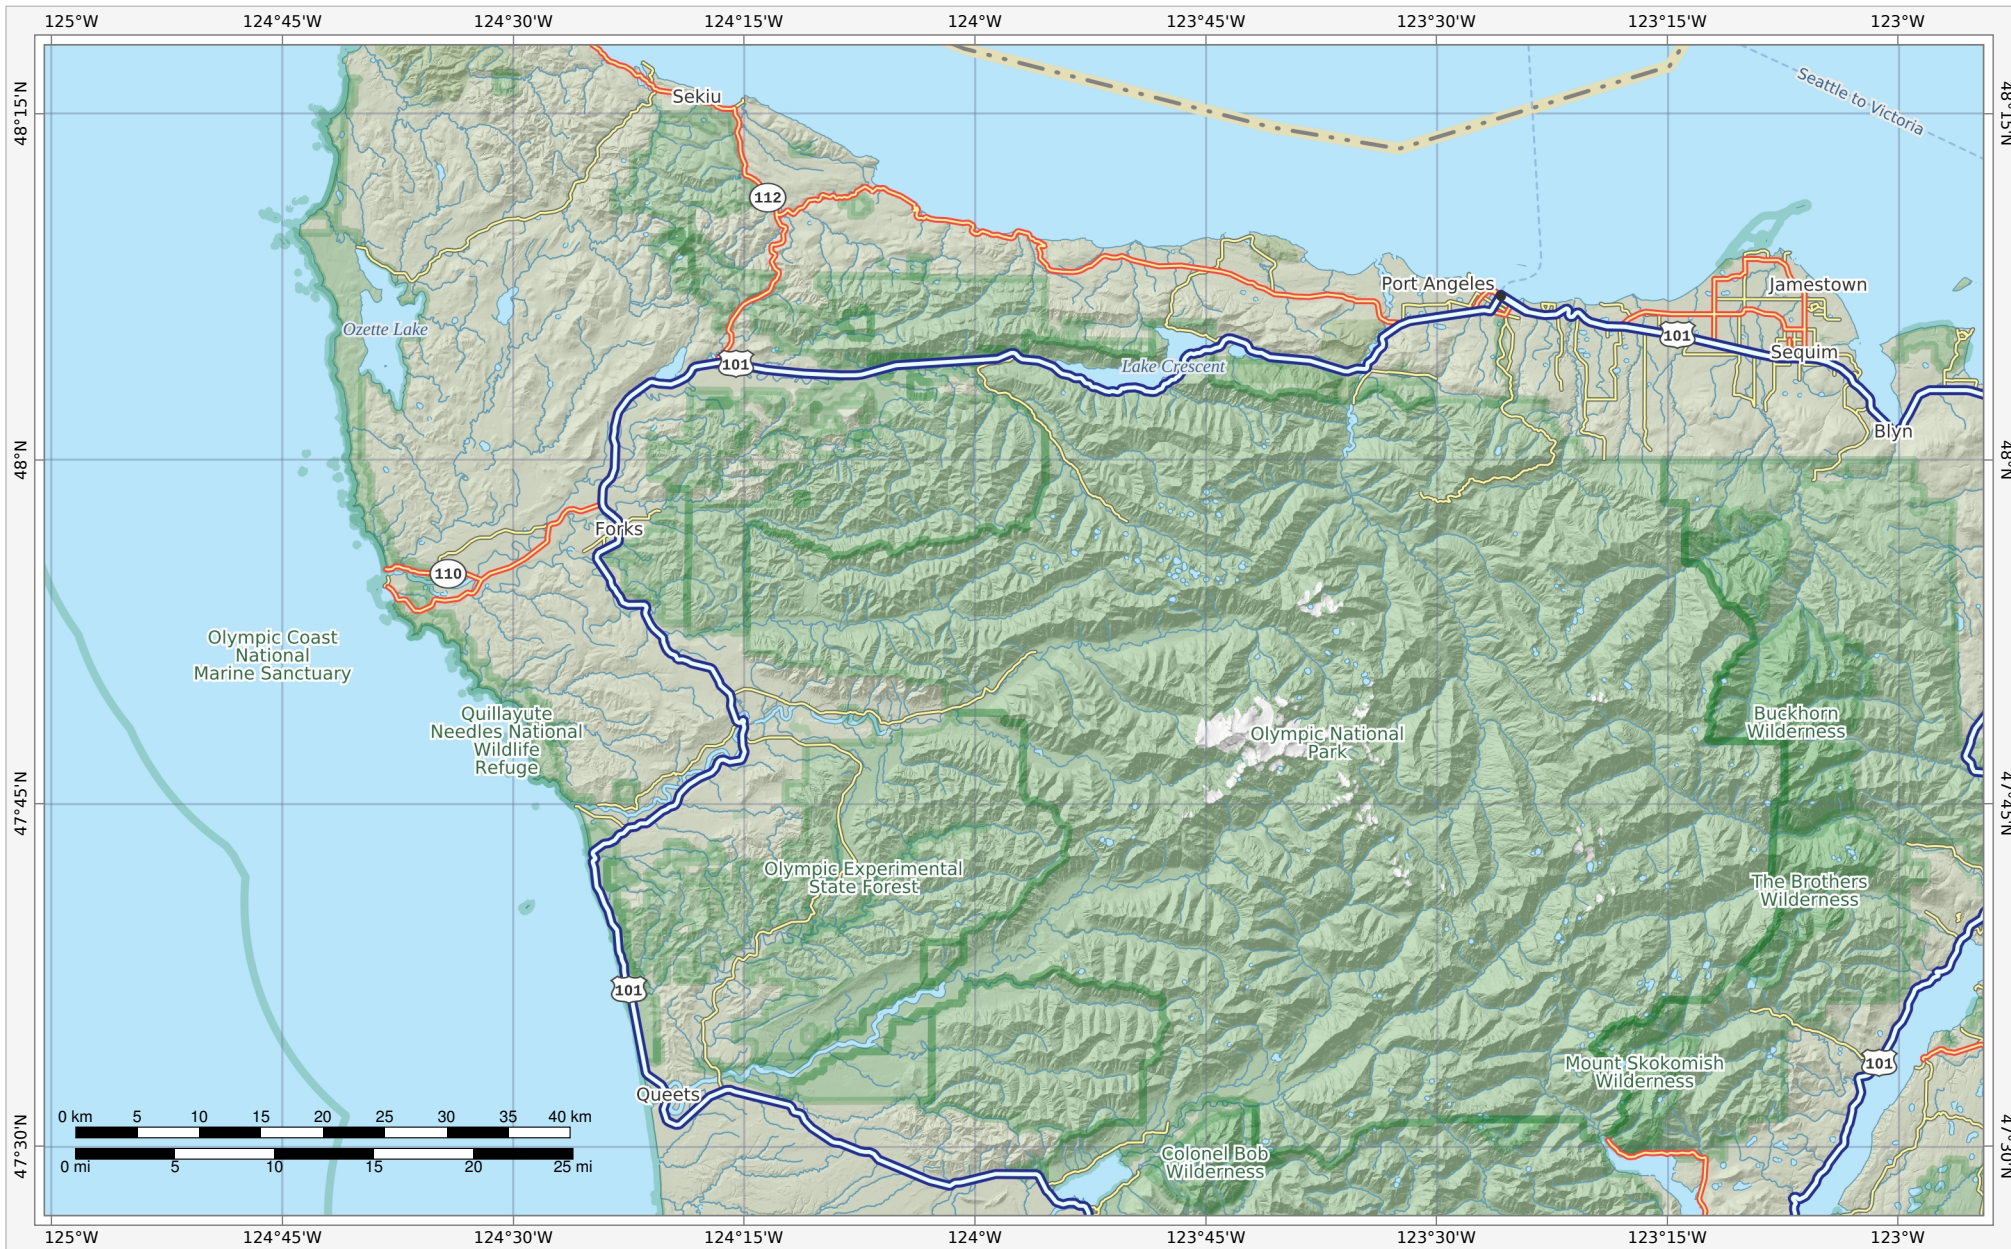 125°W 124°45'W 124°30'W 124°15'W 124°W 123°45'W 123°30'W 123°15'W 123°W
48°15'N
48°15'N
Seattle to Victoria
Sekiu
112
Port Angeles
Jamestown
Ozette Lake
101
Lake Crescent
101
Sequim
Blyn
48°N
48°N
Forks
110
Olympic Coast
National
Marine Sanctuary
Quillayute
Needles National
Wildlife
Refuge
Olympic National
Park
Buckhorn
Wilderness
47°45'N
47°45'N
Olympic Experimental
State Forest
The Brothers
Wilderness
101
101
Mount Skokomish
Wilderness
Queets
0 km 5 10 15 20 25 30 35 40 km
0 mi 5 10 15 20 25 mi
47°30'N
47°30'N
Colonel Bob
Wilderness
125°W 124°45'W 124°30'W 124°15'W 124°W 123°45'W 123°30'W 123°15'W 123°W